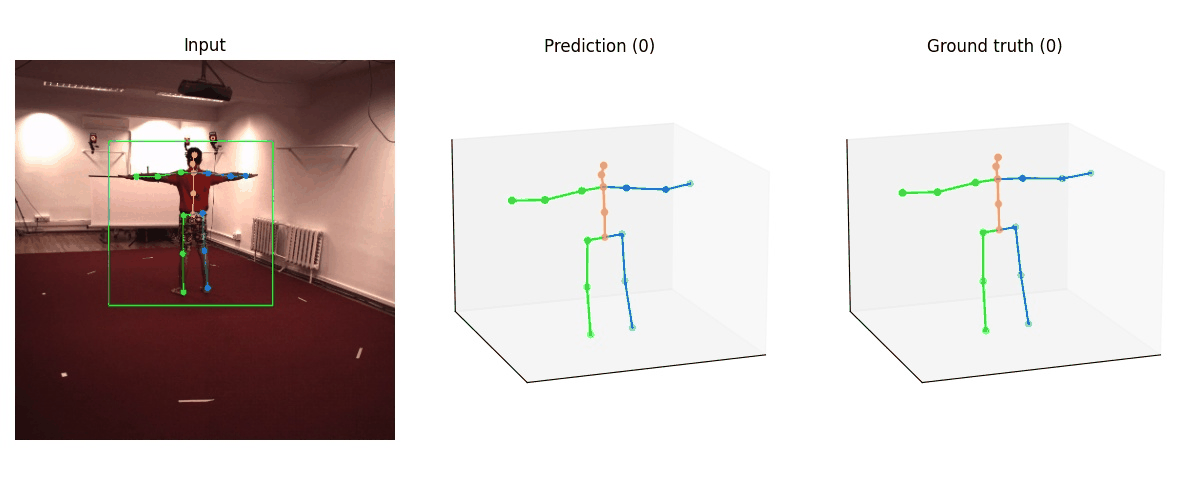 Input
Prediction (0)
Ground truth (0)